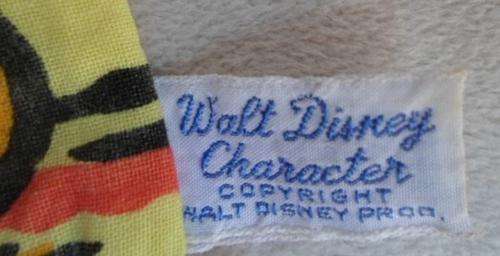 Walt Disney
Character
COPYRIGHT
WALT DISNEY PROD.